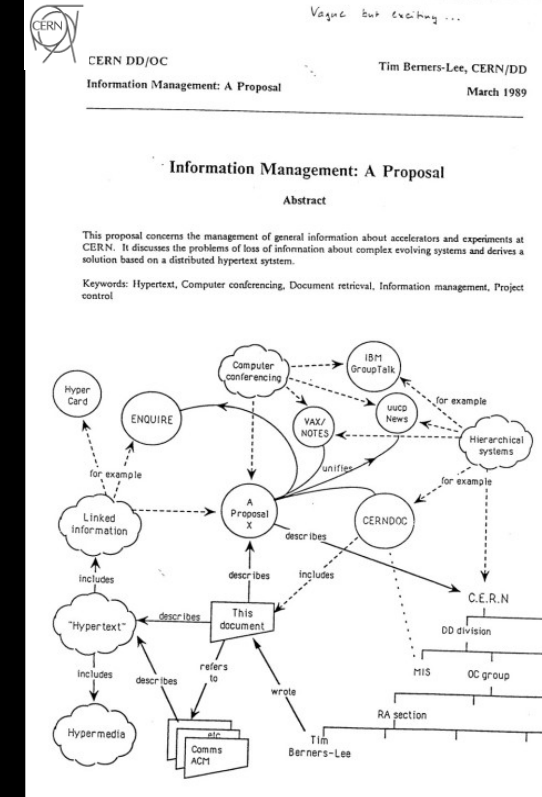 Vague but exciting ...
CERN
CERN DD/OC
Tim Berners-Lee, CERN/DD
Information Management: A Proposal
March 1989
Information Management: A Proposal
Abstract
This proposal concerns the management of general information about accelerators and experiments at
CERN. It discusses the problems of loss of information about complex evolving systems and derives a
solution based on a distributed hypertext sytstem.
Keywords: Hypertext, Computer conferencing, Document retrieval, Information management, Project
control
Computer
conferencing
IBM
GroupTalk
Hyper
Card
ENQUIRE
VAX/
NOTES
uucp
News
for example
Hierarchical
systems
unifies
for example
for example
Linked
information
A
Proposal
X
CERNDOC
describes
includes
describes
includes
C.E.R.N
"Hypertext"
describes
This
document
DD division
includes
describes
refers
to
wrote
MIS
OC group
RA section
Hypermedia
etc
Comms
ACM
Tim
Berners-Lee